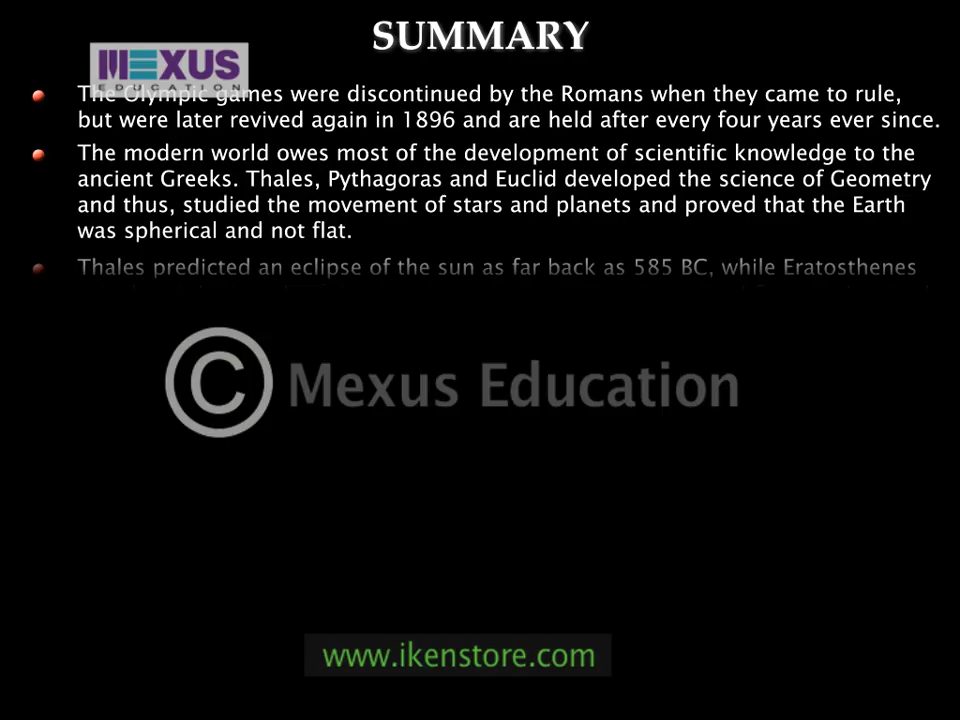 SUMMARY
MEXUS
EDUCATION
The Olympic games were discontinued by the Romans when they came to rule,
but were later revived again in 1896 and are held after every four years ever since.
The modern world owes most of the development of scientific knowledge to the
ancient Greeks. Thales, Pythagoras and Euclid developed the science of Geometry
and thus, studied the movement of stars and planets and proved that the Earth
was spherical and not flat.
Thales predicted an eclipse of the sun as far back as 585 BC, while Eratosthenes
© Mexus Education
www.ikenstore.com